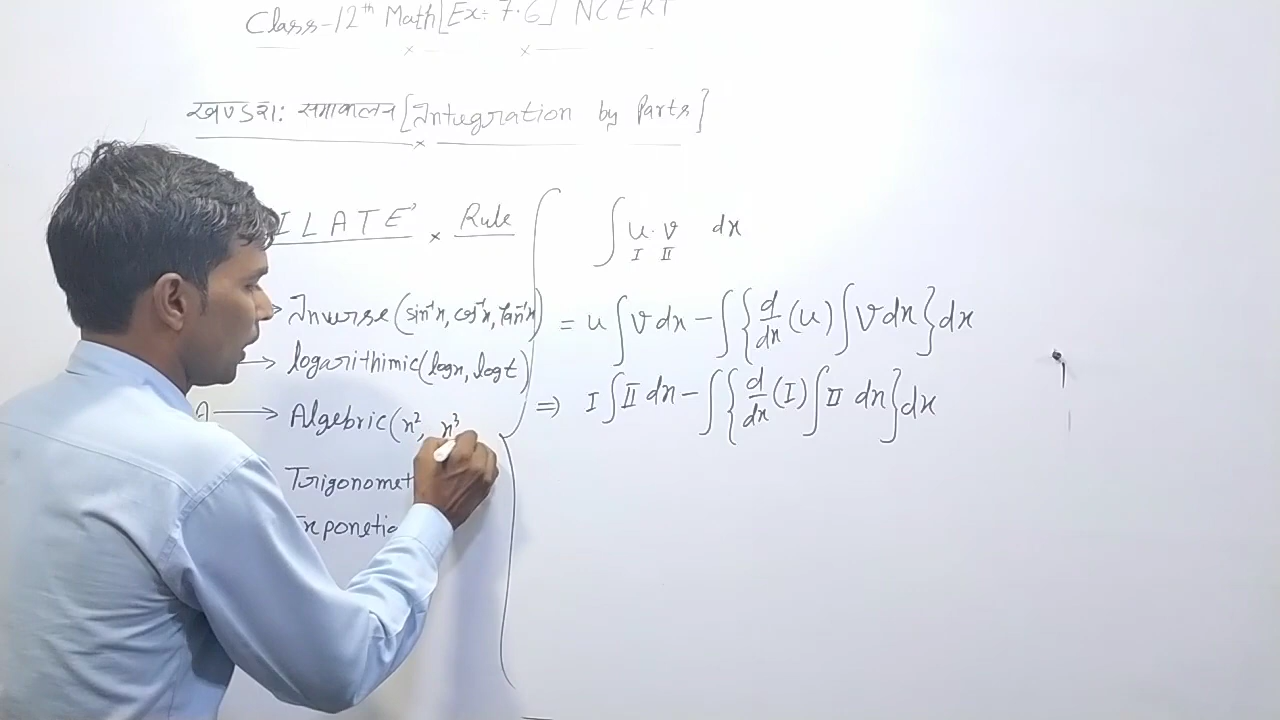 Class-12th Math[Ex: 7.6] NCERT
खण्डशः समाकलन [Integration by Parts]
ILATE' × Rule
→ Inverse (sin⁻¹x, cos⁻¹x, tan⁻¹x)
→ logarithimic (logx, logt)
A → Algebric (x², x³
Trigonomet
Exponetia
∫ u. v dx
I II
= u ∫ v dx - ∫ { d/dx (u) ∫ v dx } dx
⇒ I ∫ II dx - ∫ { d/dx (I) ∫ II dx } dx